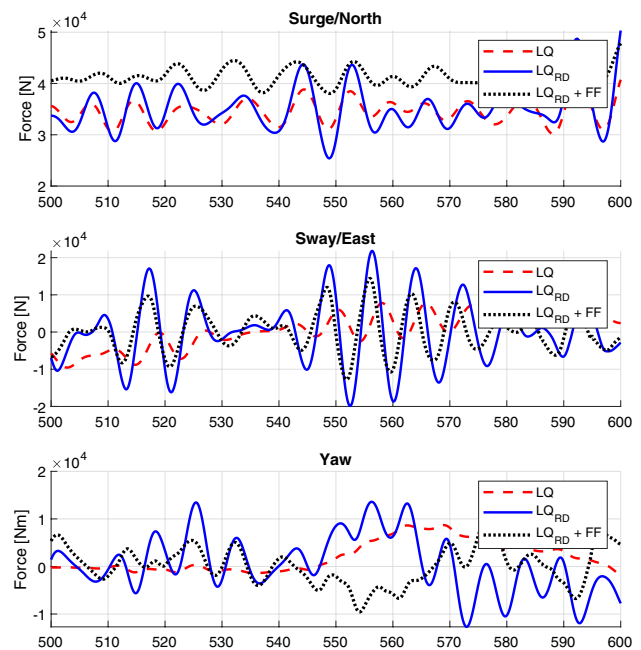 Surge/North
×10⁴
5
4
3
2
Force [N]
LQ
LQ_RD
LQ_RD + FF
500 510 520 530 540 550 560 570 580 590 600
Sway/East
×10⁴
2
1
0
-1
-2
Force [N]
LQ
LQ_RD
LQ_RD + FF
500 510 520 530 540 550 560 570 580 590 600
Yaw
×10⁴
2
1
0
-1
Force [Nm]
LQ
LQ_RD
LQ_RD + FF
500 510 520 530 540 550 560 570 580 590 600